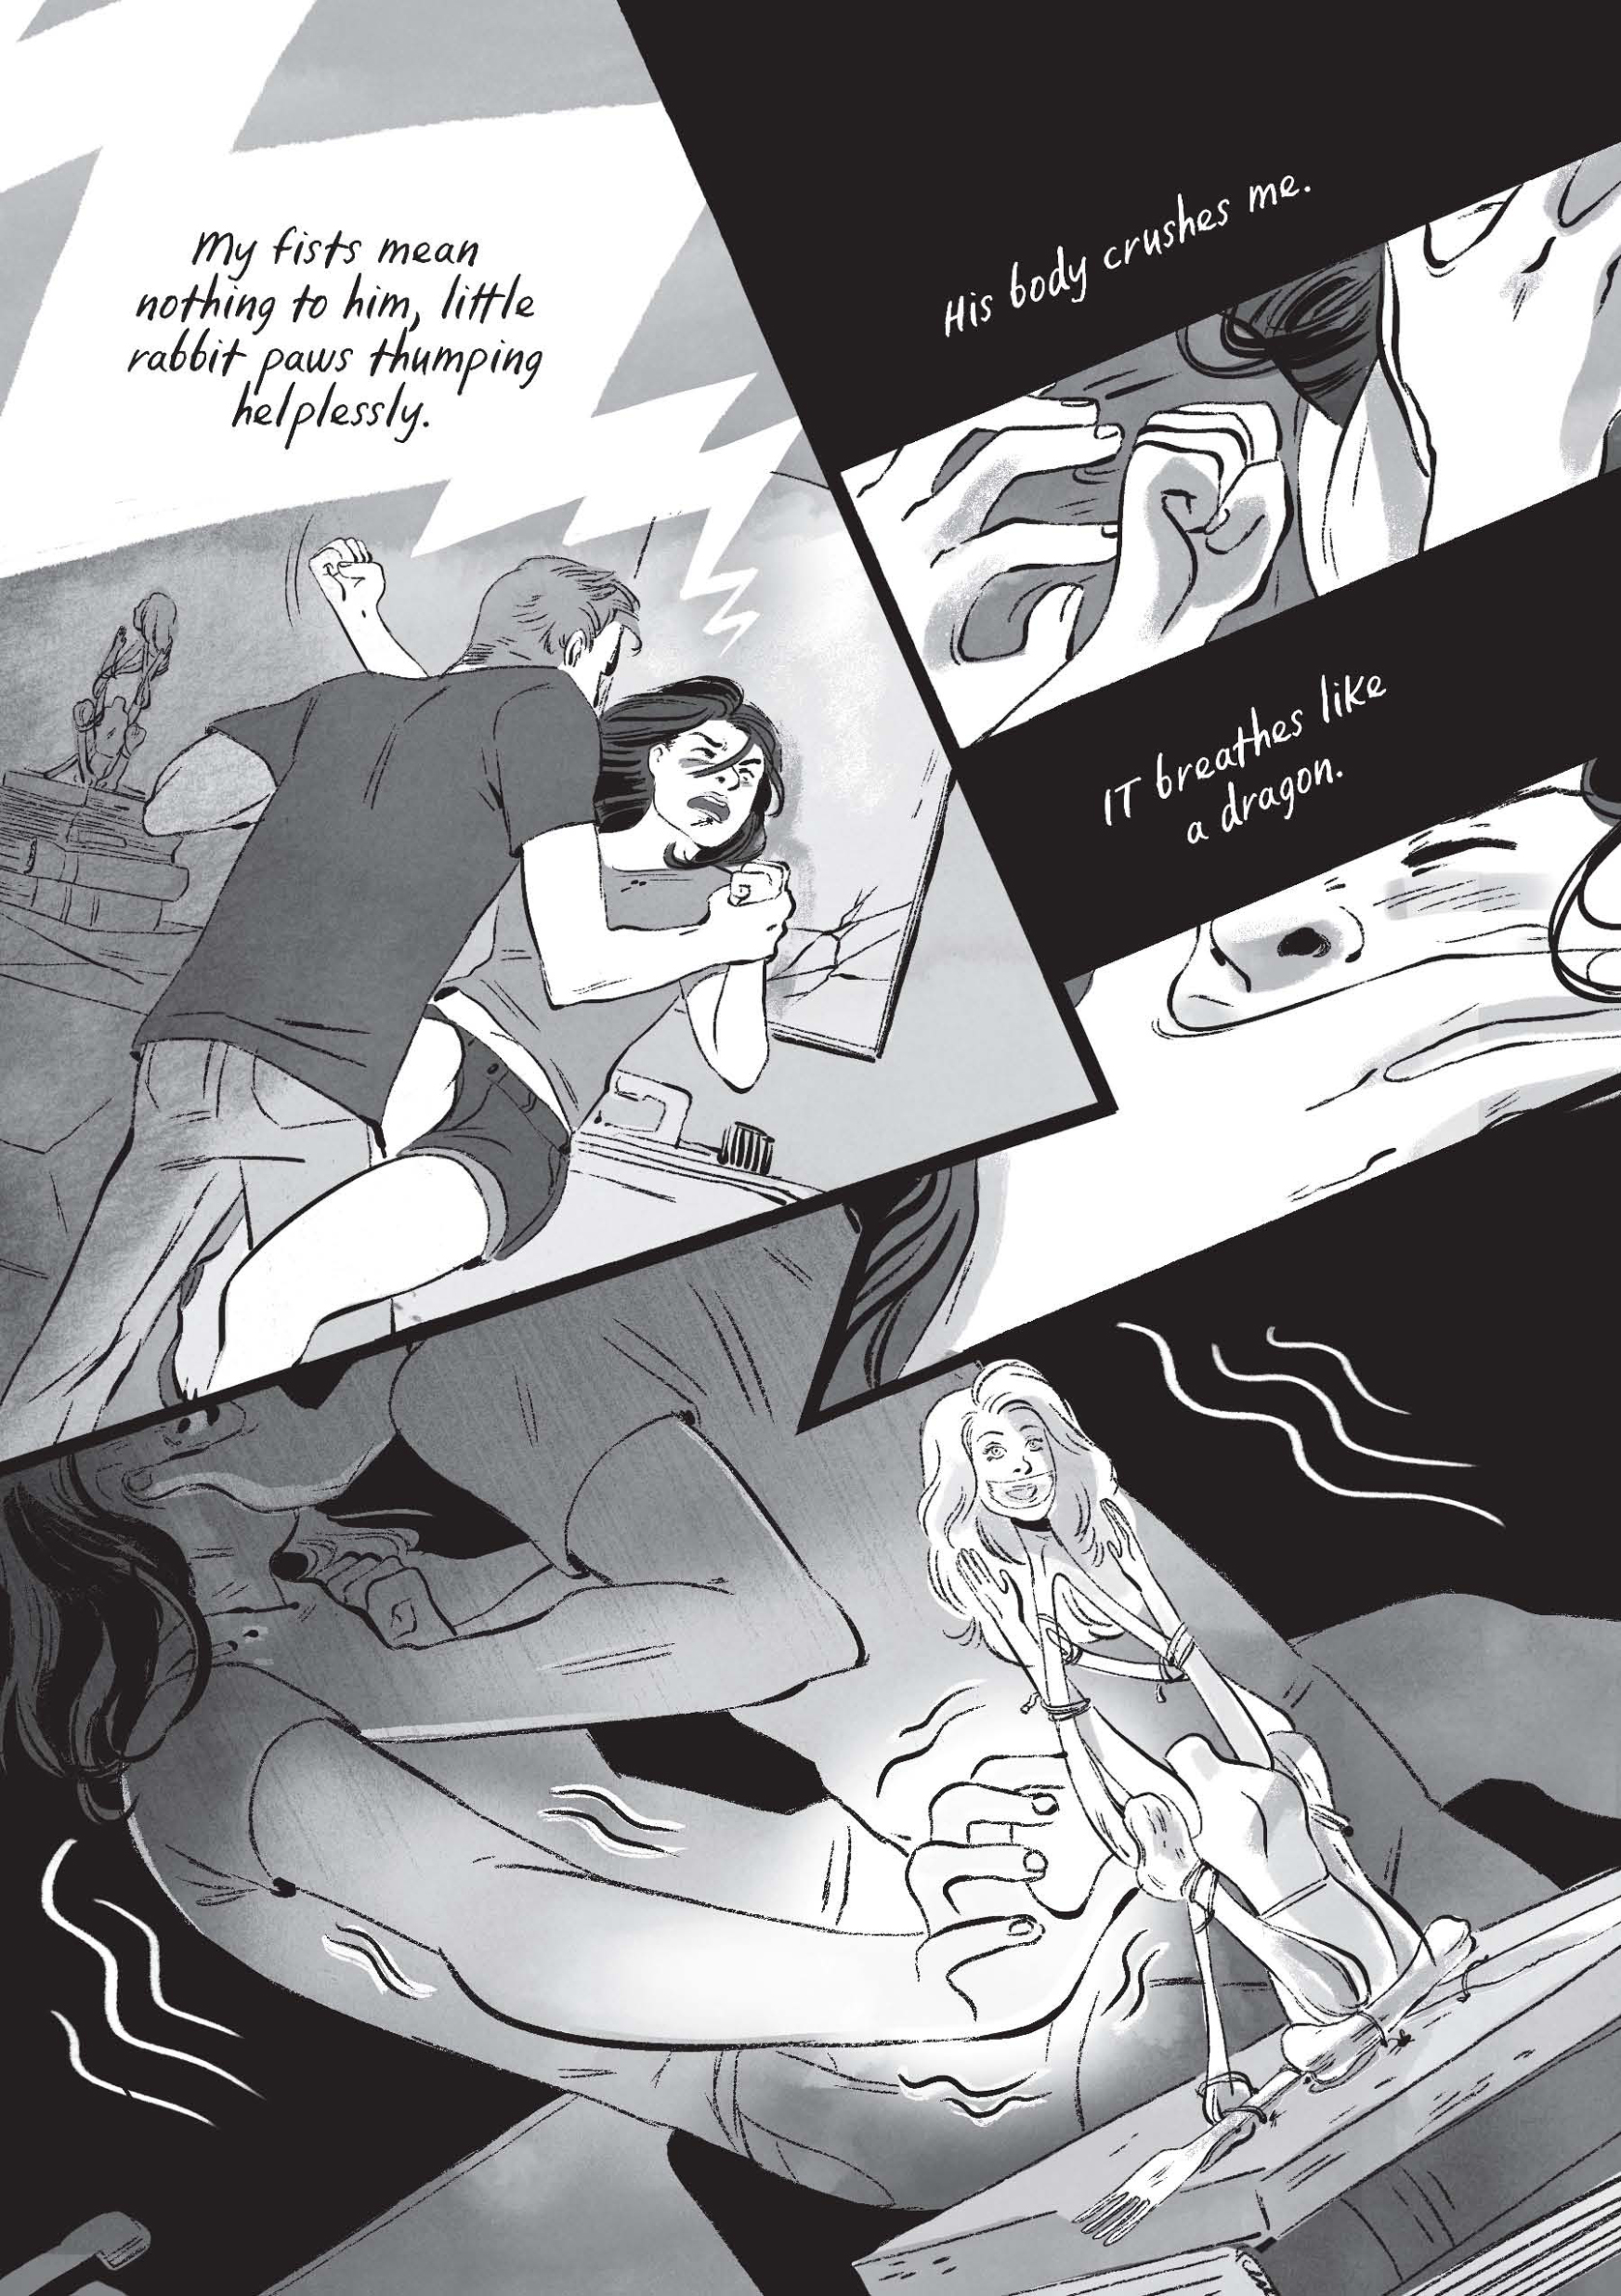 My fists mean
nothing to him, little
rabbit paws thumping
helplessly.
His body crushes me.
IT breathes like
a dragon.